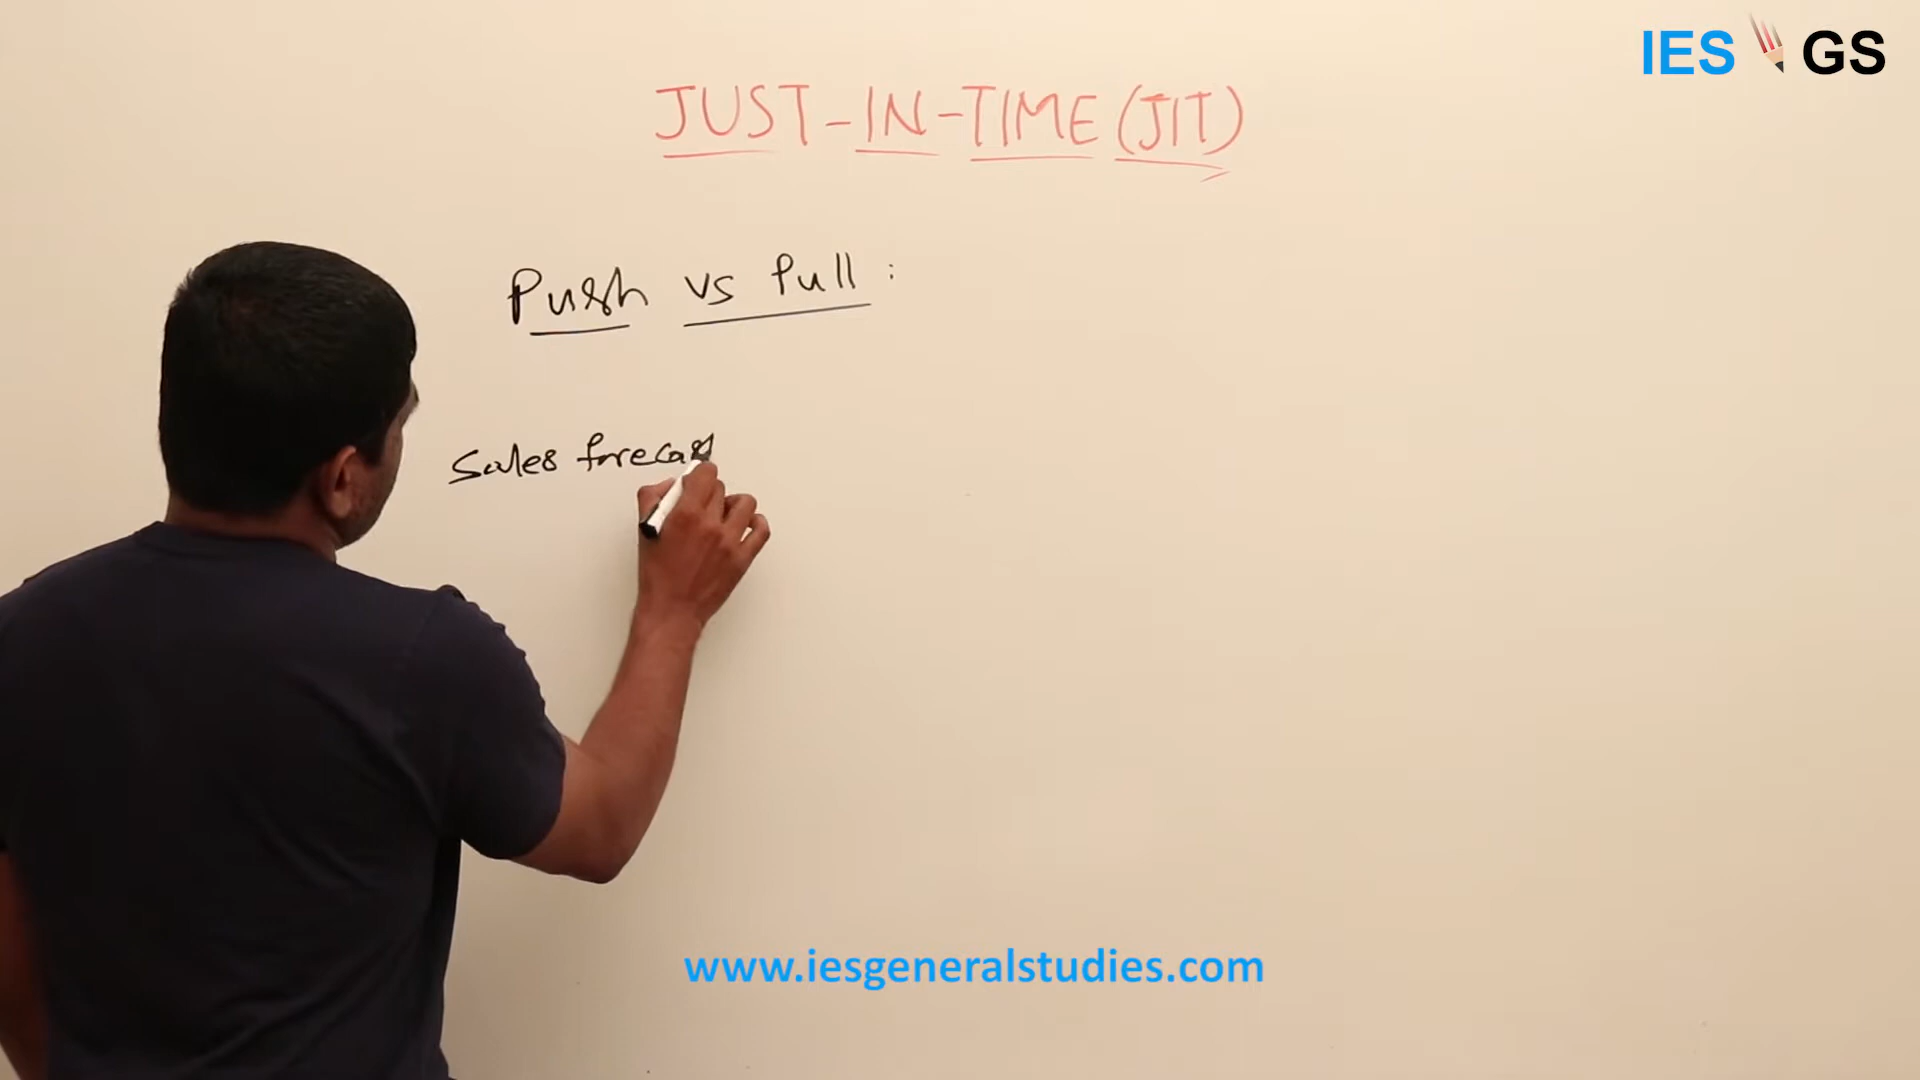 IES GS
JUST-IN-TIME (JIT)
Push vs Pull :
Sales forecast
www.iesgeneralstudies.com